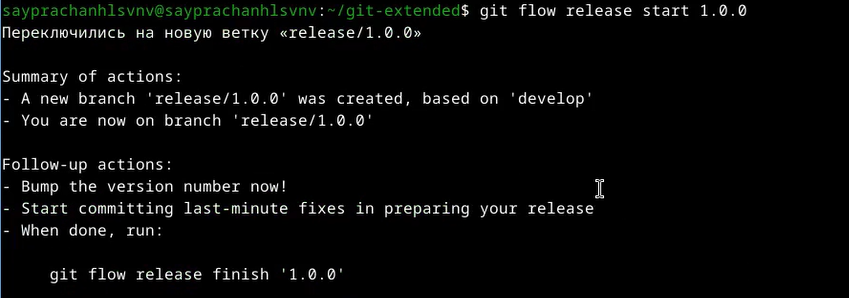 sayprachanhlsvnv@sayprachanhlsvnv:~/git-extended$ git flow release start 1.0.0
Переключились на новую ветку «release/1.0.0»
Summary of actions:
- A new branch 'release/1.0.0' was created, based on 'develop'
- You are now on branch 'release/1.0.0'
Follow-up actions:
- Bump the version number now!
- Start committing last-minute fixes in preparing your release
- When done, run:
git flow release finish '1.0.0'